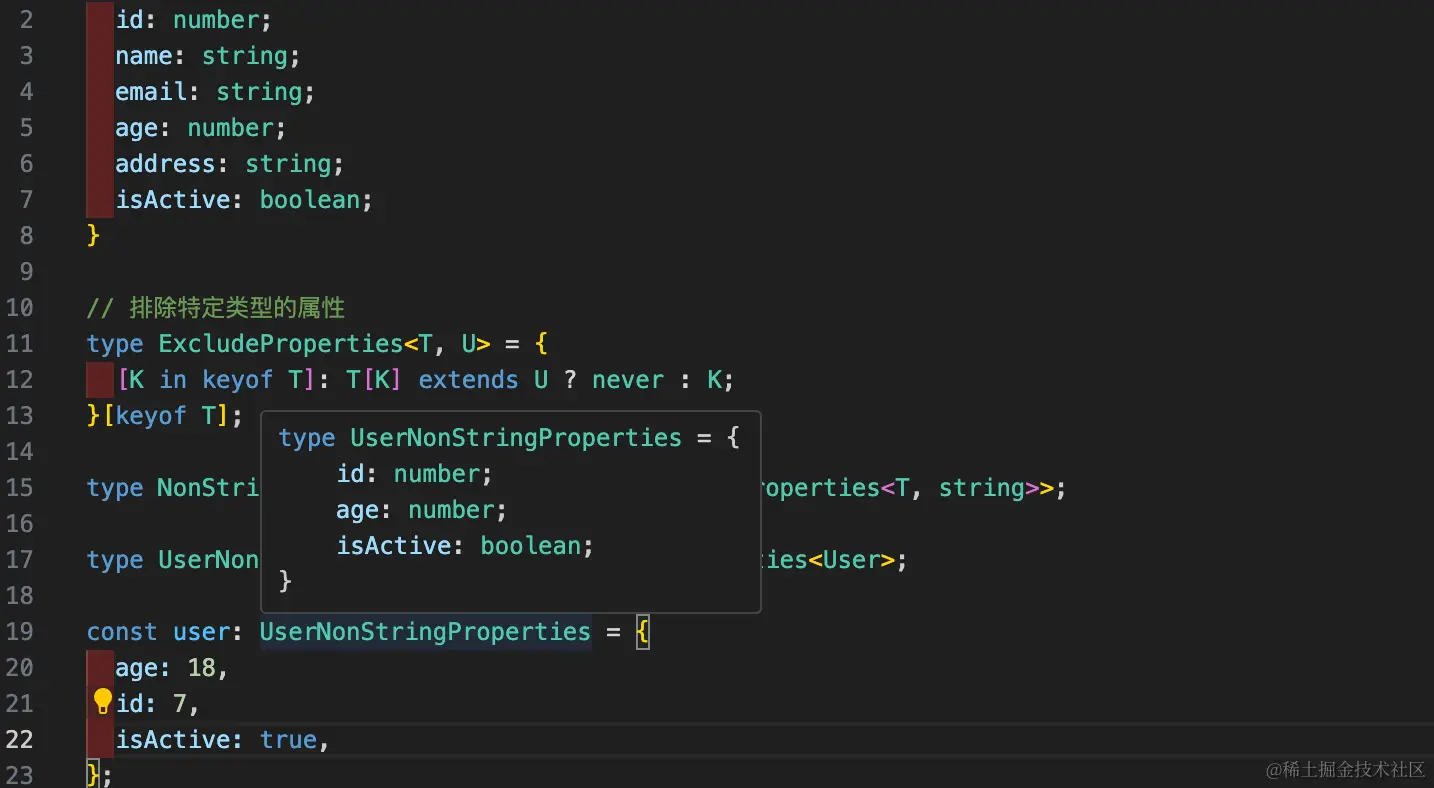 2 id: number;
3 name: string;
4 email: string;
5 age: number;
6 address: string;
7 isActive: boolean;
8 }
9
10 // 排除特定类型的属性
11 type ExcludeProperties<T, U> = {
12 [K in keyof T]: T[K] extends U ? never : K;
13 }[keyof T];
14
type UserNonStringProperties = {
id: number;
age: number;
isActive: boolean;
}
15 type NonStri operties<T, string>>;
16
17 type UserNon ies<User>;
18
19 const user: UserNonStringProperties = {
20 age: 18,
21 id: 7,
22 isActive: true,
23 };
@稀土掘金技术社区